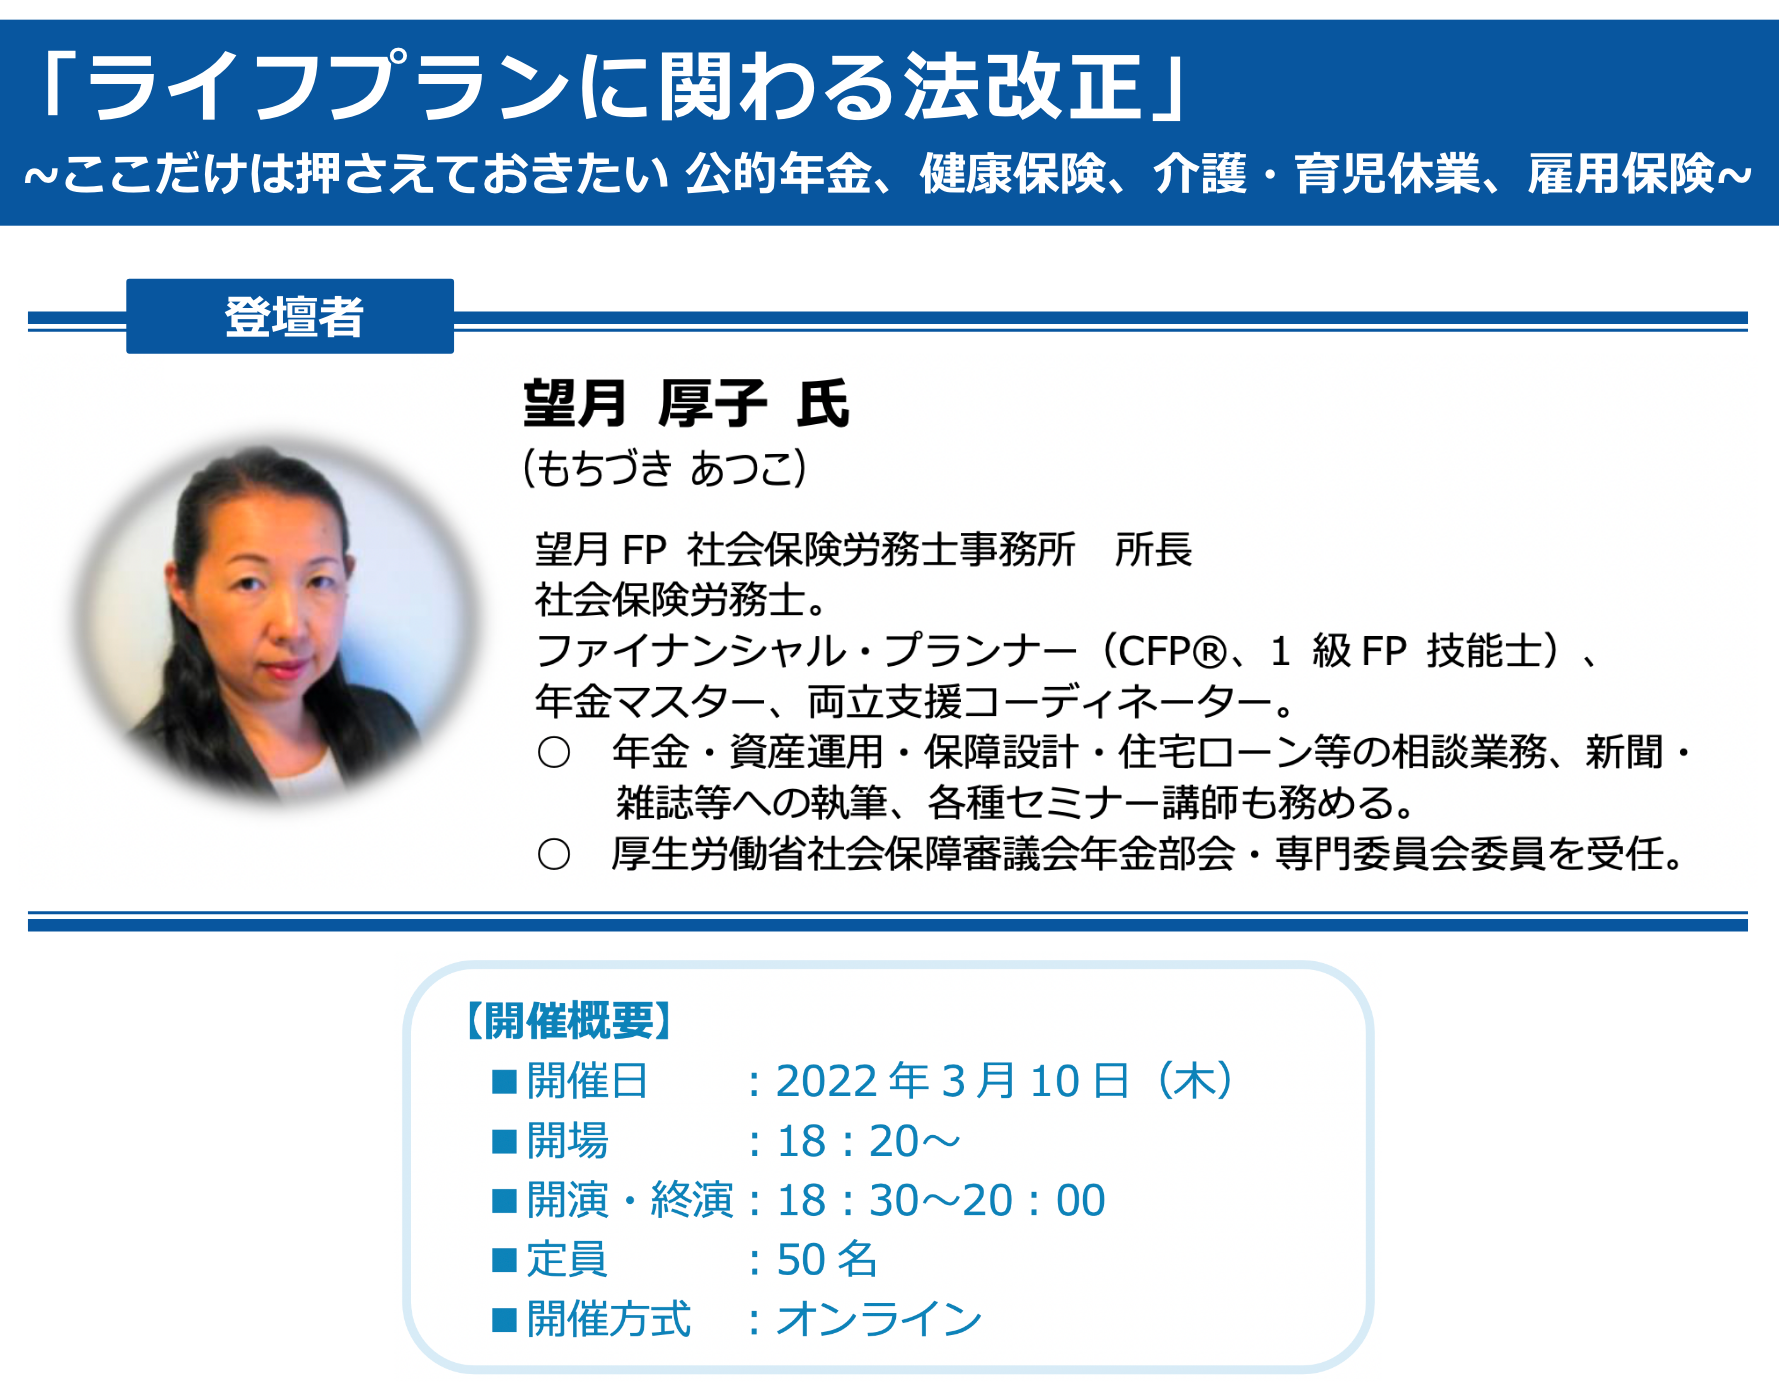 「ライフプランに関わる法改正」
~ここだけは押さえておきたい 公的年金、健康保険、介護・育児休業、雇用保険~
登壇者
望月 厚子 氏
（もちづき あつこ）
望月 FP 社会保険労務士事務所　所長
社会保険労務士。
ファイナンシャル・プランナー（CFP®、1 級 FP 技能士）、
年金マスター、両立支援コーディネーター。
○　年金・資産運用・保障設計・住宅ローン等の相談業務、新聞・
雑誌等への執筆、各種セミナー講師も務める。
○　厚生労働省社会保障審議会年金部会・専門委員会委員を受任。
【開催概要】
■開催日　　：2022 年 3 月 10 日（木）
■開場　　　：18：20～
■開演・終演：18：30～20：00
■定員　　　：50 名
■開催方式　：オンライン